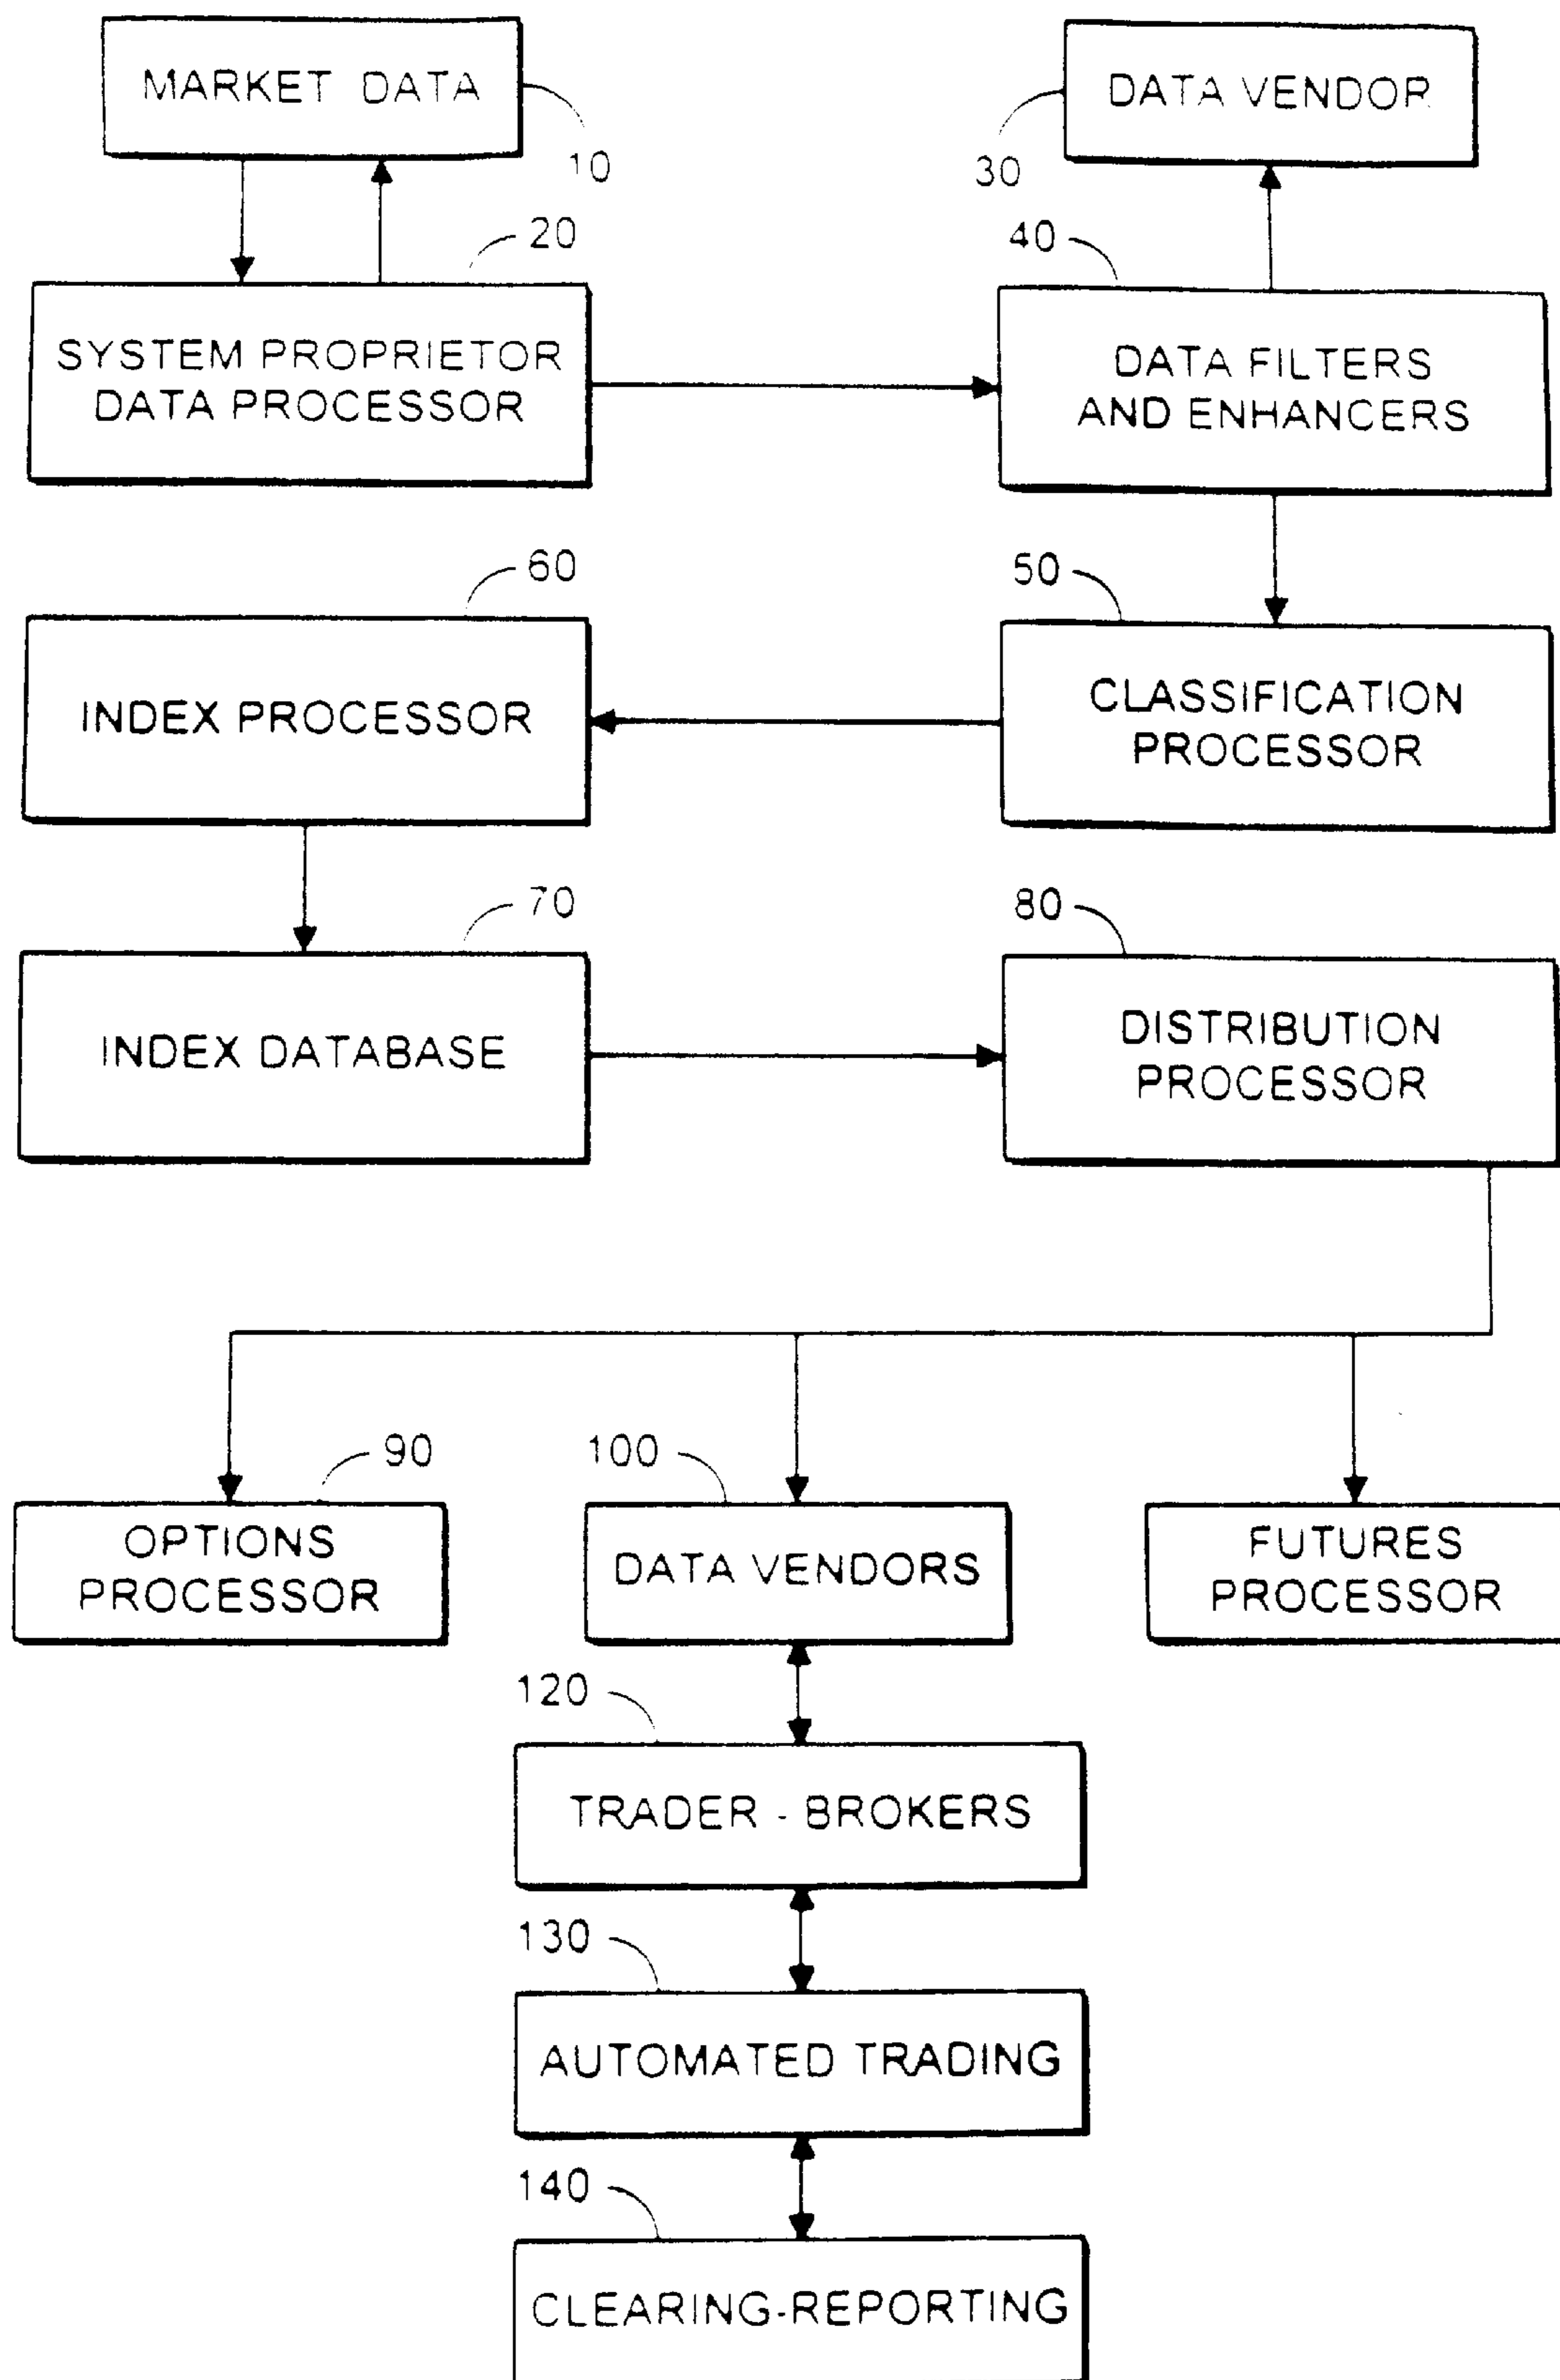 MARKET DATA
10
DATA VENDOR
30
20
SYSTEM PROPRIETOR
DATA PROCESSOR
40
DATA FILTERS
AND ENHANCERS
60
INDEX PROCESSOR
50
CLASSIFICATION
PROCESSOR
70
INDEX DATABASE
80
DISTRIBUTION
PROCESSOR
90
OPTIONS
PROCESSOR
100
DATA VENDORS
FUTURES
PROCESSOR
120
TRADER - BROKERS
130
AUTOMATED TRADING
140
CLEARING-REPORTING